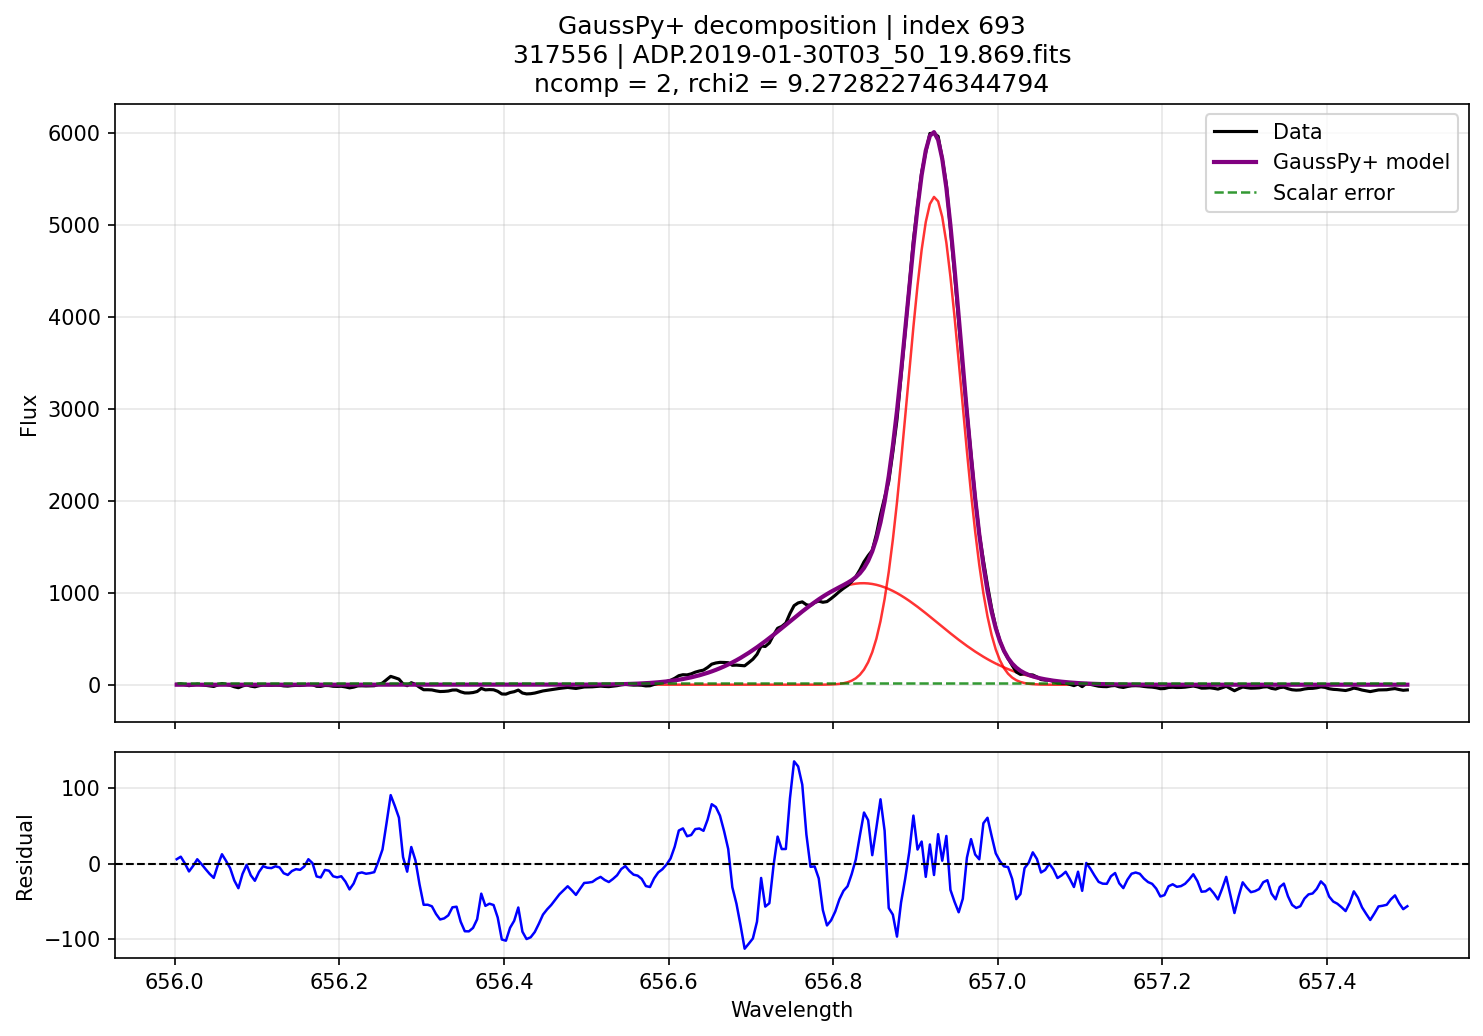 GaussPy+ decomposition | index 693
317556 | ADP.2019-01-30T03_50_19.869.fits
ncomp = 2, rchi2 = 9.272822746344794
Data
GaussPy+ model
Scalar error
6000
5000
4000
3000
2000
1000
0
Flux
100
0
−100
Residual
656.0
656.2
656.4
656.6
656.8
657.0
657.2
657.4
Wavelength